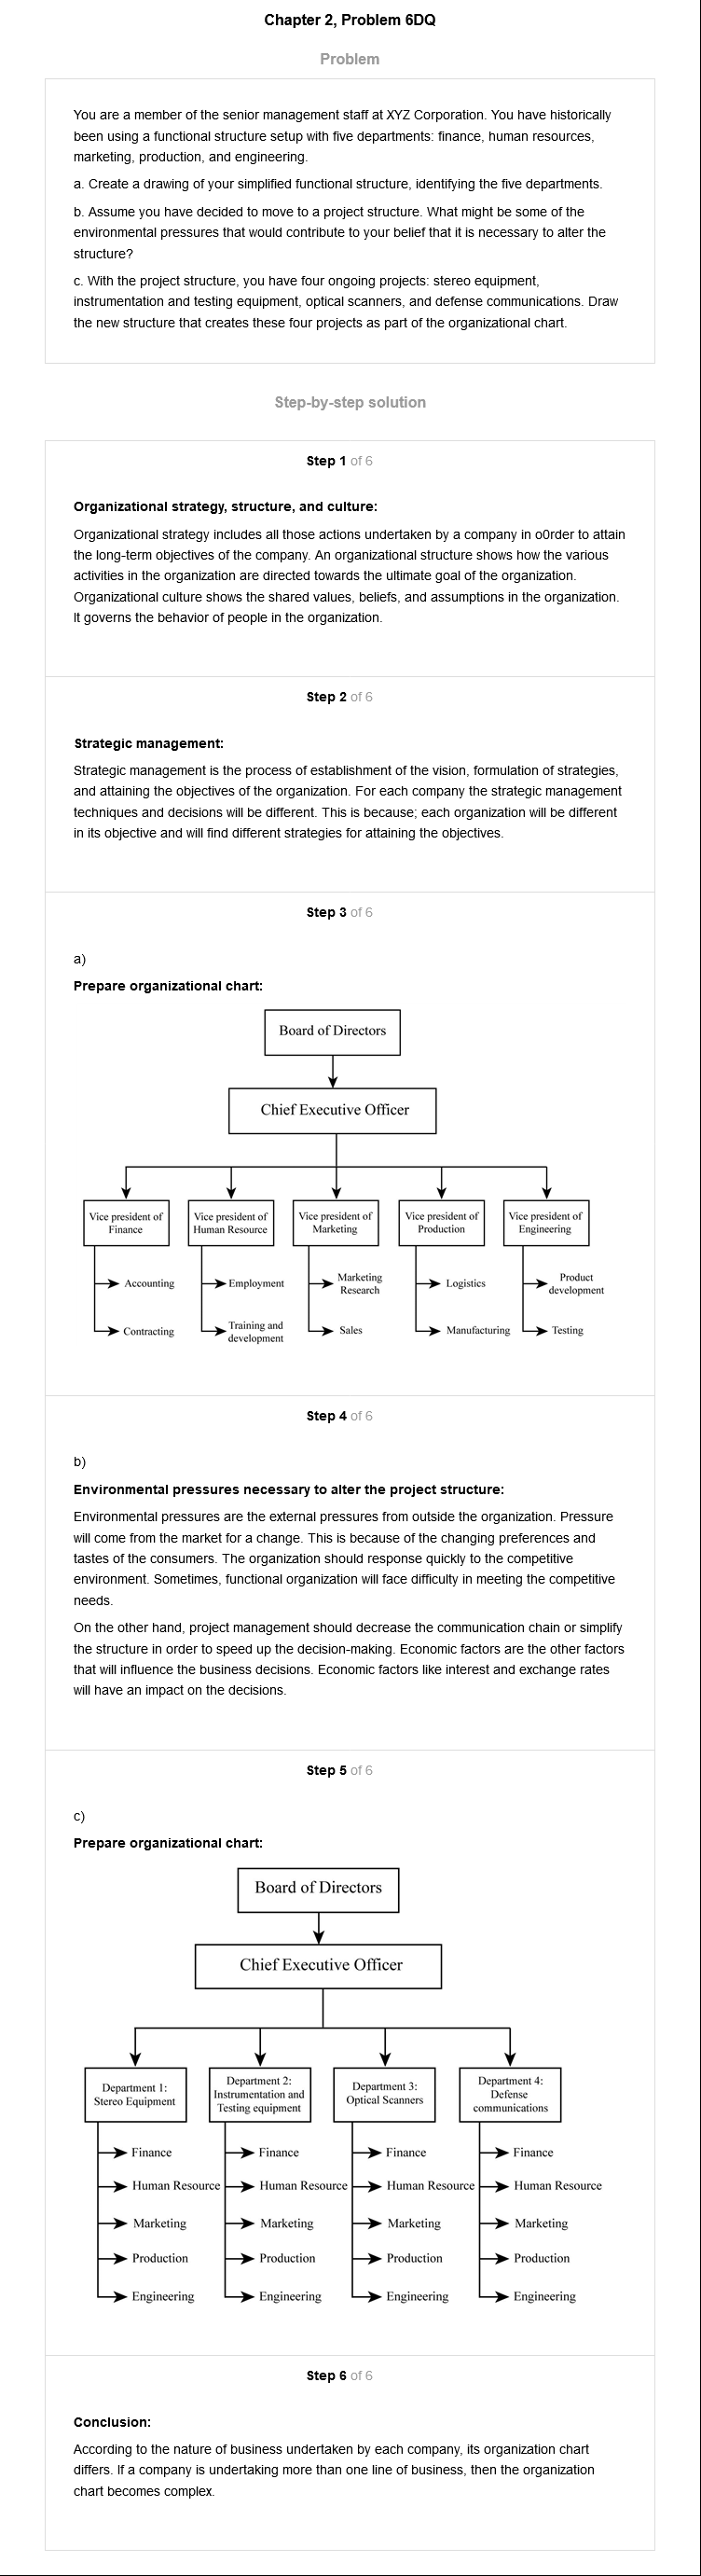 Chapter 2, Problem 6DQ
Problem
You are a member of the senior management staff at XYZ Corporation. You have historically
been using a functional structure setup with five departments: finance, human resources,
marketing, production, and engineering.
a. Create a drawing of your simplified functional structure, identifying the five departments.
b. Assume you have decided to move to a project structure. What might be some of the
environmental pressures that would contribute to your belief that it is necessary to alter the
structure?
c. With the project structure, you have four ongoing projects: stereo equipment,
instrumentation and testing equipment, optical scanners, and defense communications. Draw
the new structure that creates these four projects as part of the organizational chart.
Step-by-step solution
Step 1 of 6
Organizational strategy, structure, and culture:
Organizational strategy includes all those actions undertaken by a company in o0rder to attain
the long-term objectives of the company. An organizational structure shows how the various
activities in the organization are directed towards the ultimate goal of the organization.
Organizational culture shows the shared values, beliefs, and assumptions in the organization.
It governs the behavior of people in the organization.
Step 2 of 6
Strategic management:
Strategic management is the process of establishment of the vision, formulation of strategies,
and attaining the objectives of the organization. For each company the strategic management
techniques and decisions will be different. This is because; each organization will be different
in its objective and will find different strategies for attaining the objectives.
Step 3 of 6
a)
Prepare organizational chart:
Board of Directors
Chief Executive Officer
Vice president of
Finance
Vice president of
Human Resource
Vice president of
Marketing
Vice president of
Production
Vice president of
Engineering
Accounting
Employment
Marketing
Research
Logistics
Product
development
Contracting
Training and
development
Sales
Manufacturing
Testing
Step 4 of 6
b)
Environmental pressures necessary to alter the project structure:
Environmental pressures are the external pressures from outside the organization. Pressure
will come from the market for a change. This is because of the changing preferences and
tastes of the consumers. The organization should response quickly to the competitive
environment. Sometimes, functional organization will face difficulty in meeting the competitive
needs.
On the other hand, project management should decrease the communication chain or simplify
the structure in order to speed up the decision-making. Economic factors are the other factors
that will influence the business decisions. Economic factors like interest and exchange rates
will have an impact on the decisions.
Step 5 of 6
c)
Prepare organizational chart:
Board of Directors
Chief Executive Officer
Department 1:
Stereo Equipment
Department 2:
Instrumentation and
Testing equipment
Department 3:
Optical Scanners
Department 4:
Defense
communications
Finance
Finance
Finance
Finance
Human Resource
Human Resource
Human Resource
Human Resource
Marketing
Marketing
Marketing
Marketing
Production
Production
Production
Production
Engineering
Engineering
Engineering
Engineering
Step 6 of 6
Conclusion:
According to the nature of business undertaken by each company, its organization chart
differs. If a company is undertaking more than one line of business, then the organization
chart becomes complex.